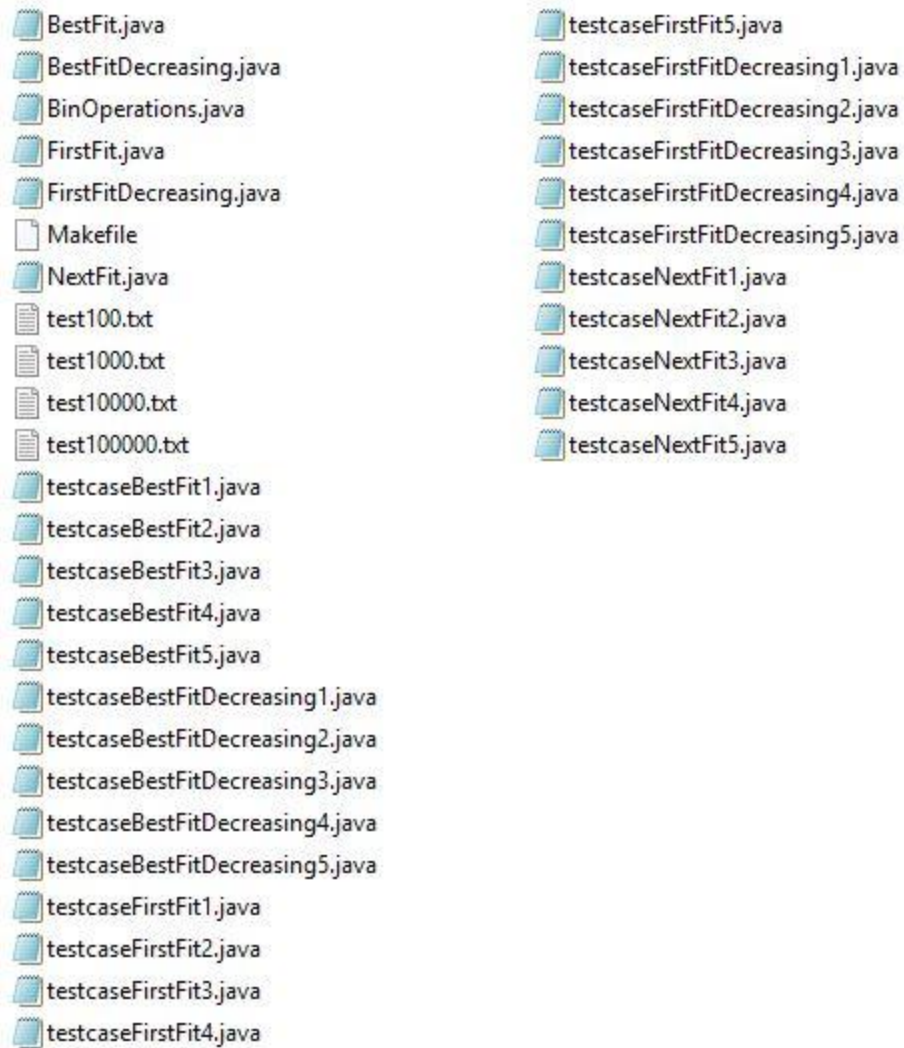 BestFit.java
BestFitDecreasing.java
BinOperations.java
FirstFit.java
FirstFitDecreasing.java
Makefile
NextFit.java
test100.txt
test1000.txt
test10000.txt
test100000.txt
testcaseBestFit1.java
testcaseBestFit2.java
testcaseBestFit3.java
testcaseBestFit4.java
testcaseBestFit5.java
testcaseBestFitDecreasing1.java
testcaseBestFitDecreasing2.java
testcaseBestFitDecreasing3.java
testcaseBestFitDecreasing4.java
testcaseBestFitDecreasing5.java
testcaseFirstFit1.java
testcaseFirstFit2.java
testcaseFirstFit3.java
testcaseFirstFit4.java
testcaseFirstFit5.java
testcaseFirstFitDecreasing1.java
testcaseFirstFitDecreasing2.java
testcaseFirstFitDecreasing3.java
testcaseFirstFitDecreasing4.java
testcaseFirstFitDecreasing5.java
testcaseNextFit1.java
testcaseNextFit2.java
testcaseNextFit3.java
testcaseNextFit4.java
testcaseNextFit5.java